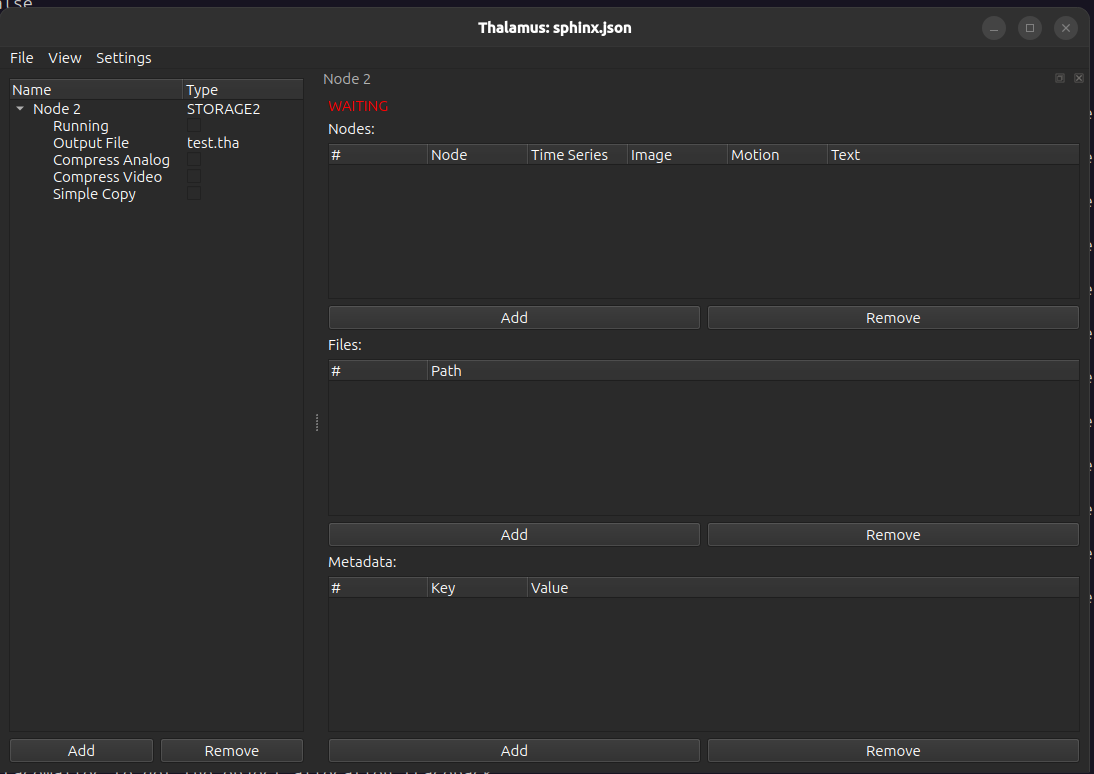 Thalamus: sphinx.json
File View Settings
Name Type
Node 2 STORAGE2
Running
Output File test.tha
Compress Analog
Compress Video
Simple Copy
Add Remove
Node 2
WAITING
Nodes:
# Node Time Series Image Motion Text
Add Remove
Files:
# Path
Add Remove
Metadata:
# Key Value
Add Remove